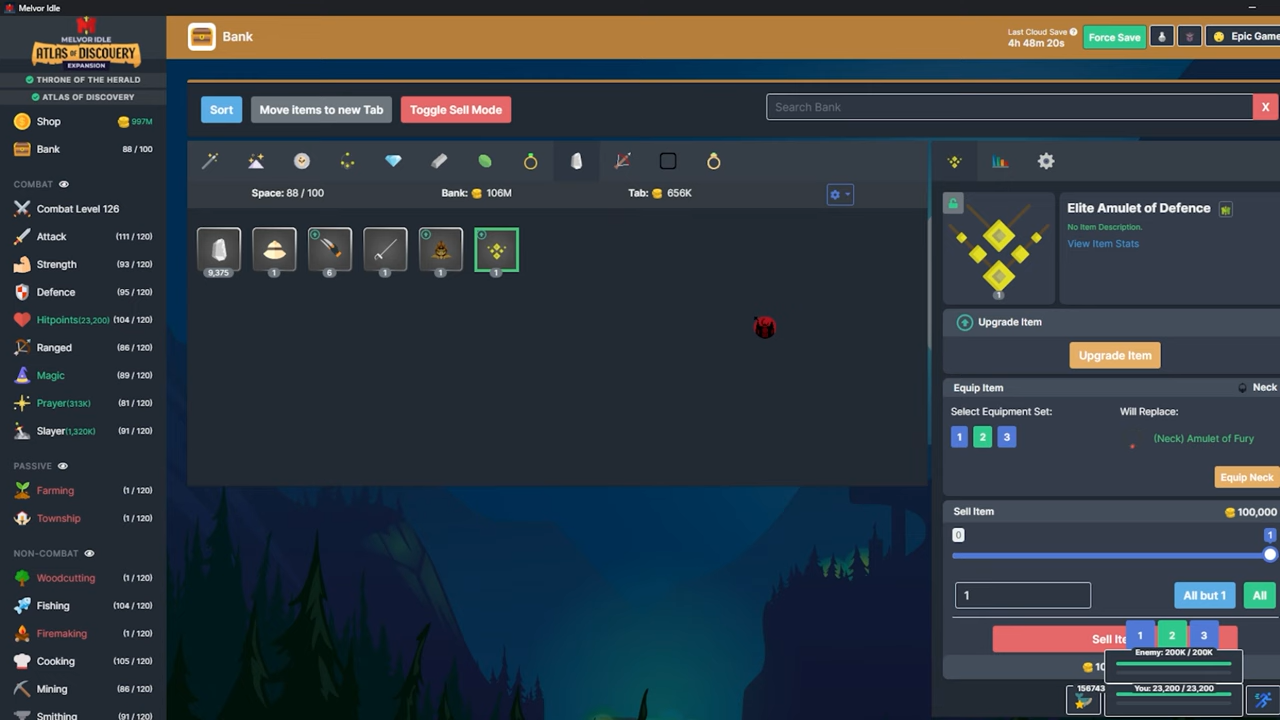 Melvor Idle
MELVOR IDLE
ATLAS OF DISCOVERY
EXPANSION
THRONE OF THE HERALD
ATLAS OF DISCOVERY
Shop 997M
Bank 88 / 100
COMBAT
Combat Level 126
Attack (111 / 120)
Strength (93 / 120)
Defence (95 / 120)
Hitpoints(23,200) (104 / 120)
Ranged (86 / 120)
Magic (89 / 120)
Prayer(313K) (81 / 120)
Slayer(1,320K) (91 / 120)
PASSIVE
Farming (1 / 120)
Township (1 / 120)
NON-COMBAT
Woodcutting (1 / 120)
Fishing (104 / 120)
Firemaking (1 / 120)
Cooking (105 / 120)
Mining (86 / 120)
Smithing (91 / 120)
Bank
Last Cloud Save
4h 48m 20s
Force Save
Epic Game
Sort
Move items to new Tab
Toggle Sell Mode
Search Bank
X
Space: 88 / 100
Bank: 106M
Tab: 656K
9,375
1
6
1
1
1
Elite Amulet of Defence
No Item Description.
View Item Stats
1
Upgrade Item
Upgrade Item
Equip Item
Neck
Select Equipment Set:
Will Replace:
1 2 3
(Neck) Amulet of Fury
Equip Neck
Sell Item
100,000
0
1
1
All but 1
All
Sell Ite
1 2 3
Enemy: 200K / 200K
10
156743
You: 23,200 / 23,200